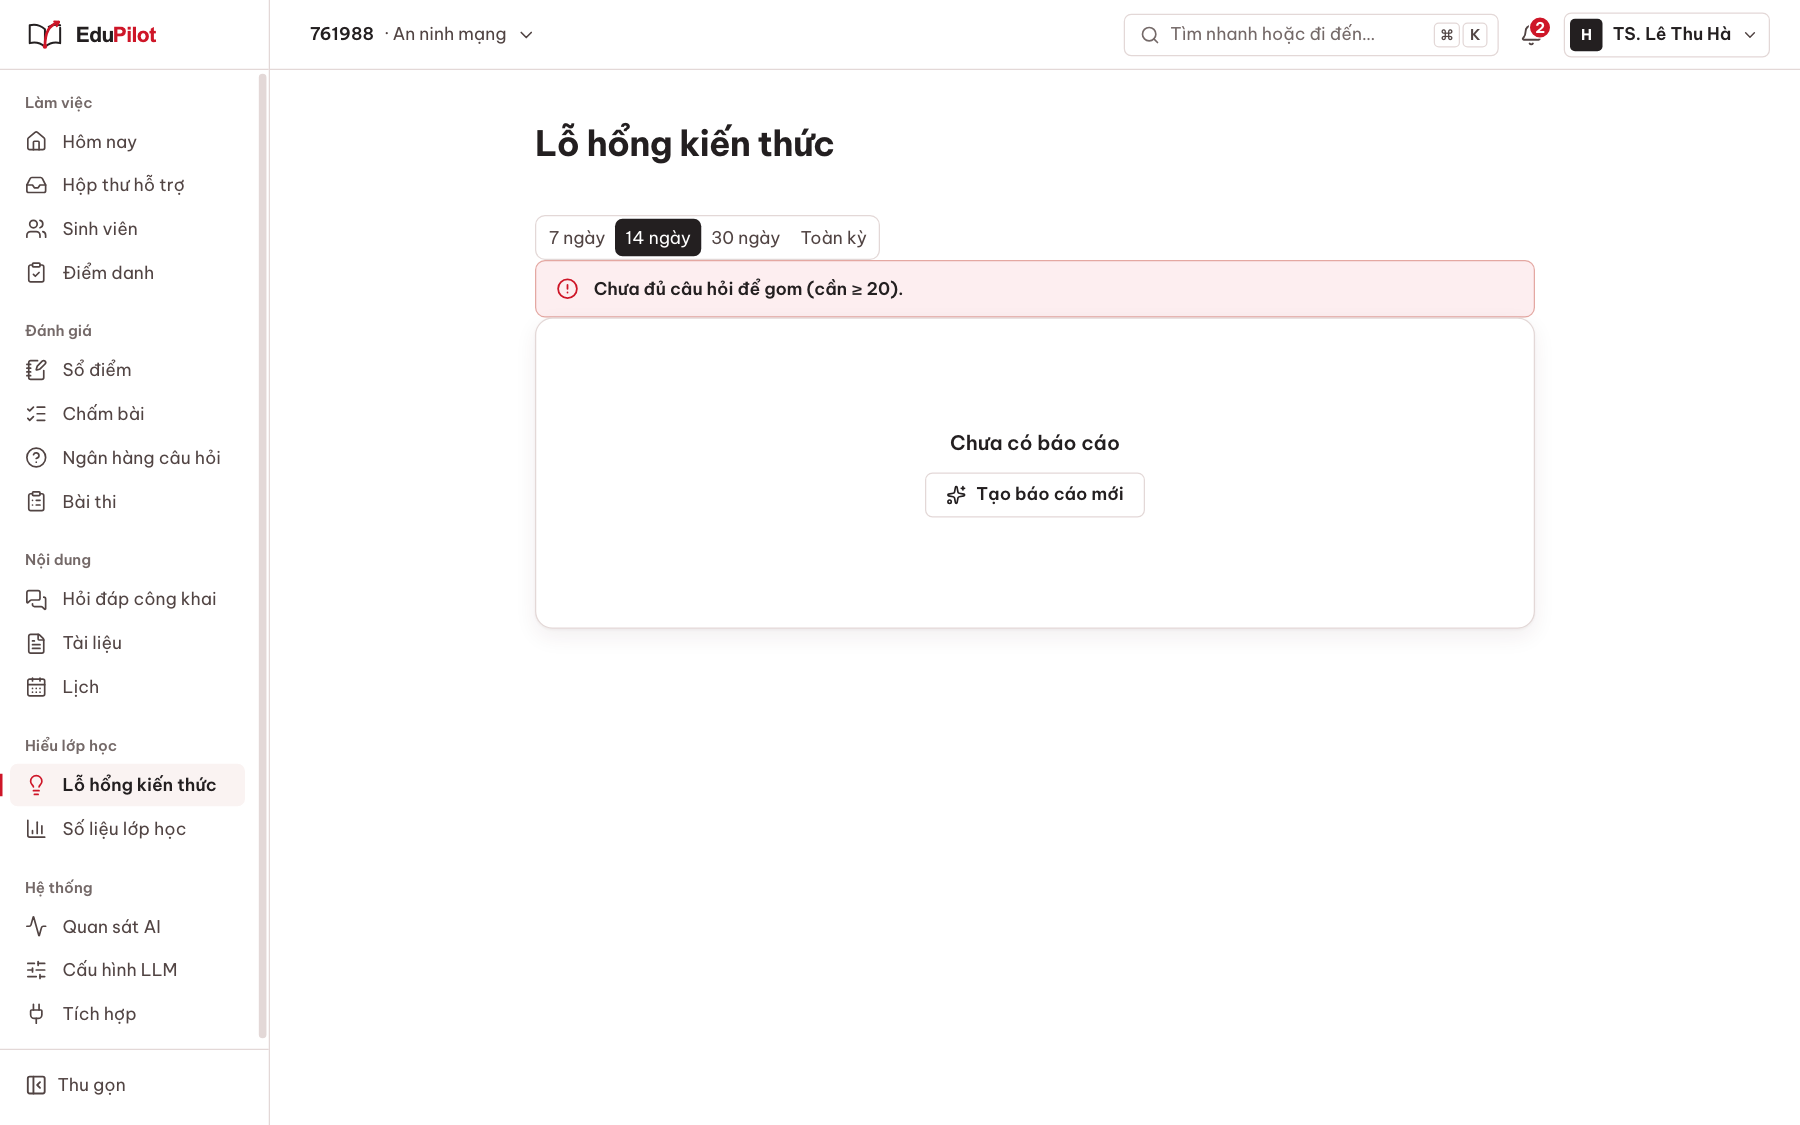 EduPilot
761988 · An ninh mạng
Tìm nhanh hoặc đi đến...
⌘ K
2
H
TS. Lê Thu Hà
Làm việc
Hôm nay
Hộp thư hỗ trợ
Sinh viên
Điểm danh
Đánh giá
Sổ điểm
Chấm bài
Ngân hàng câu hỏi
Bài thi
Nội dung
Hỏi đáp công khai
Tài liệu
Lịch
Hiểu lớp học
Lỗ hổng kiến thức
Số liệu lớp học
Hệ thống
Quan sát AI
Cấu hình LLM
Tích hợp
Thu gọn
Lỗ hổng kiến thức
7 ngày 14 ngày 30 ngày Toàn kỳ
Chưa đủ câu hỏi để gom (cần ≥ 20).
Chưa có báo cáo
Tạo báo cáo mới